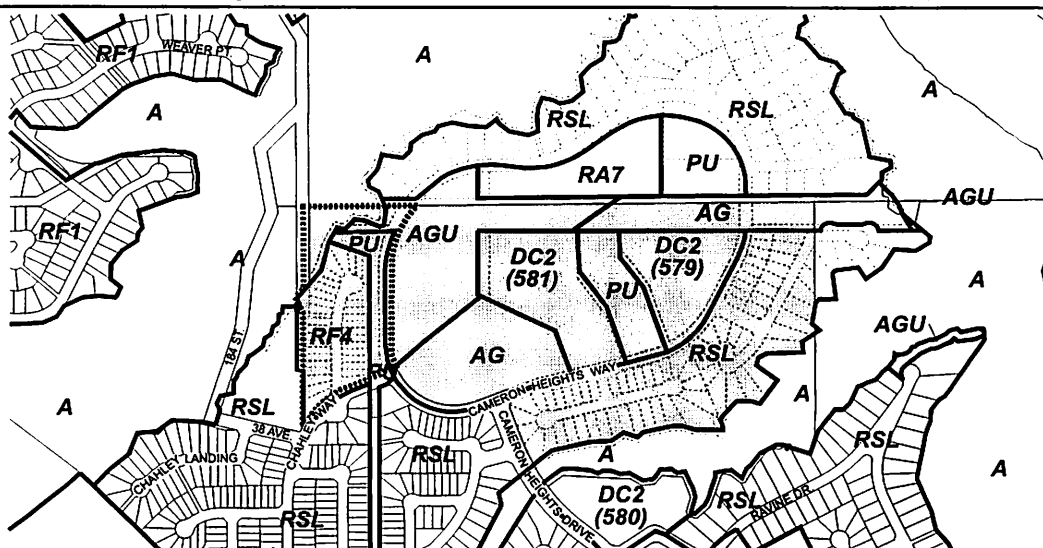 RF1
WEAVER PT
A
A
A
RSL
RSL
RA7
PU
AGU
RF1
A
PU
AGU
AG
DC2
(581)
DC2
(579)
PU
A
AGU
184 ST
RF4
AG
RSL
CAMERON HEIGHTS WAY
A
RSL
38 AVE.
CHAHLEY WAY
A
RSL
CHAHLEY LANDING
RSL
CAMERON HEIGHTS DRIVE
A
RSL
A
DC2
(580)
RSL
RAVINE DR